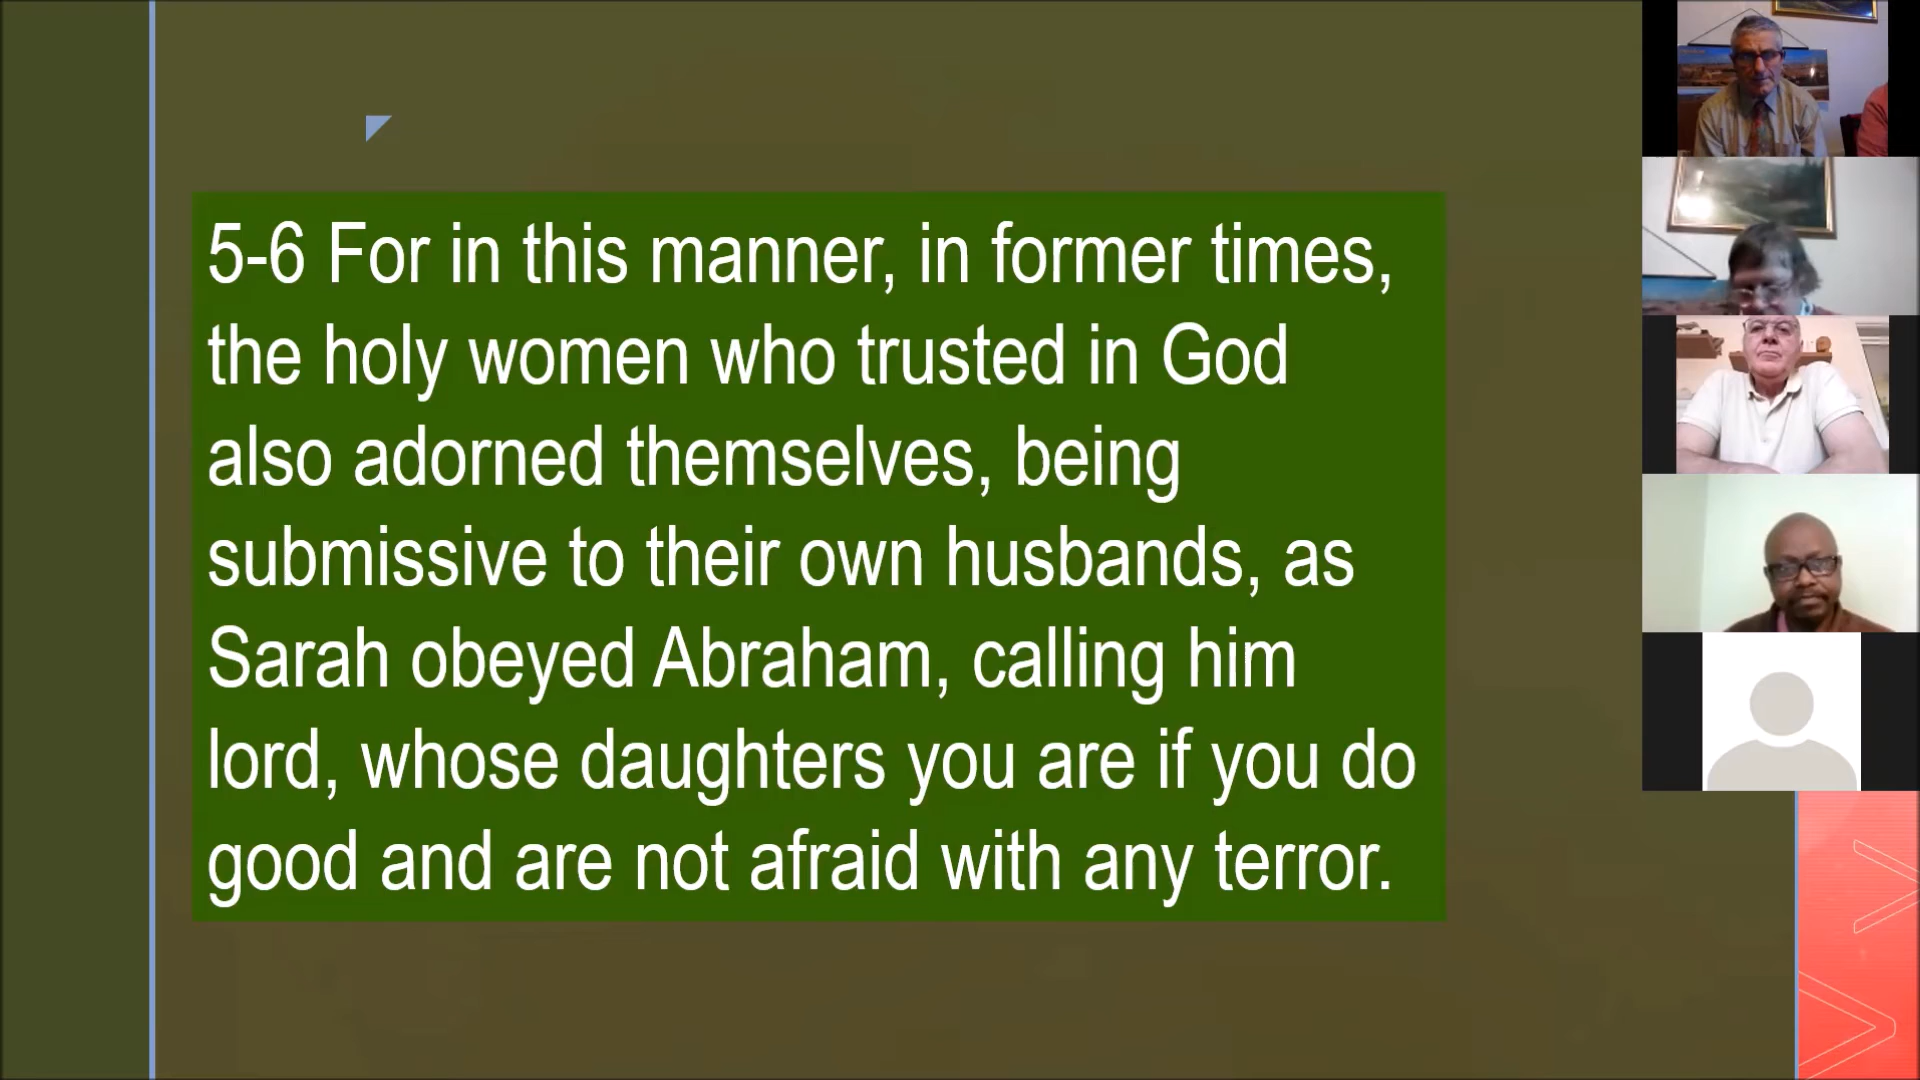 5-6 For in this manner, in former times,
the holy women who trusted in God
also adorned themselves, being
submissive to their own husbands, as
Sarah obeyed Abraham, calling him
lord, whose daughters you are if you do
good and are not afraid with any terror.